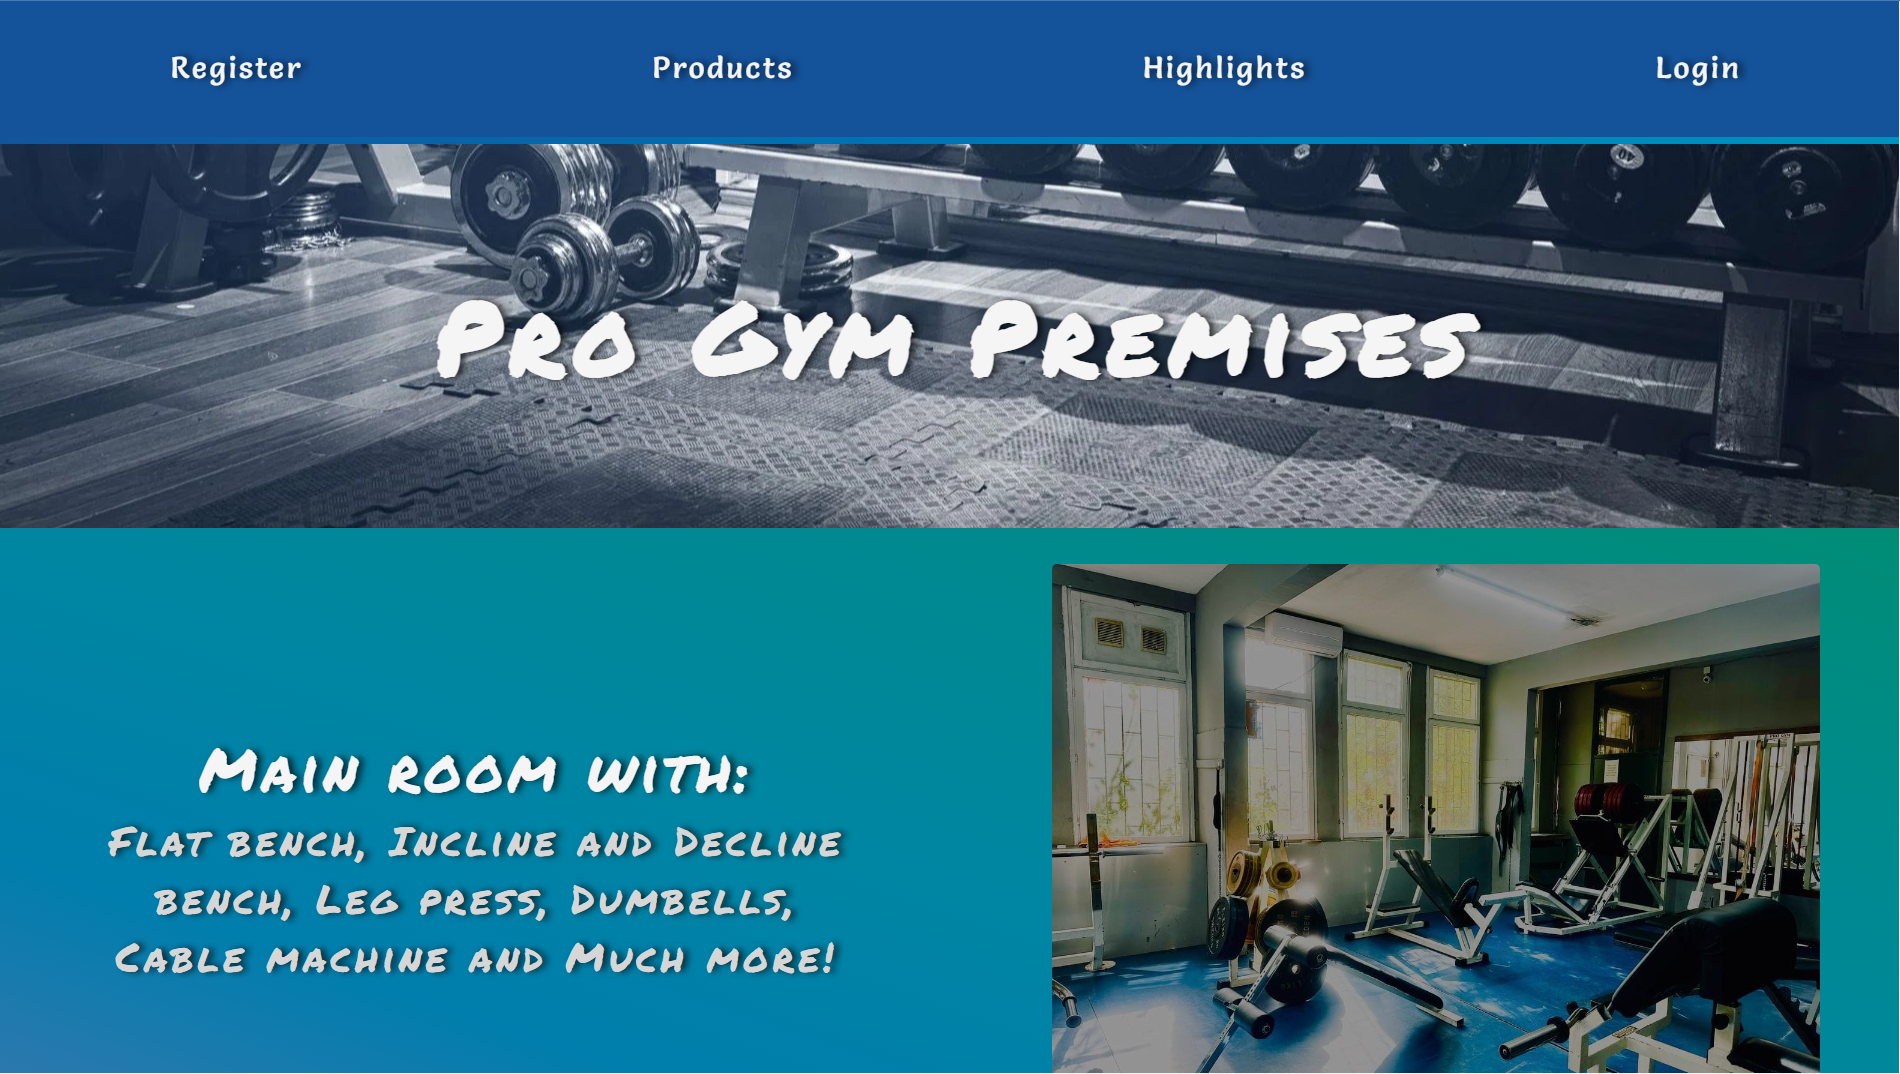 Register
Products
Highlights
Login
Pro Gym Premises
Main room with:
Flat bench, Incline and Decline
bench, Leg press, Dumbells,
Cable machine and Much more!